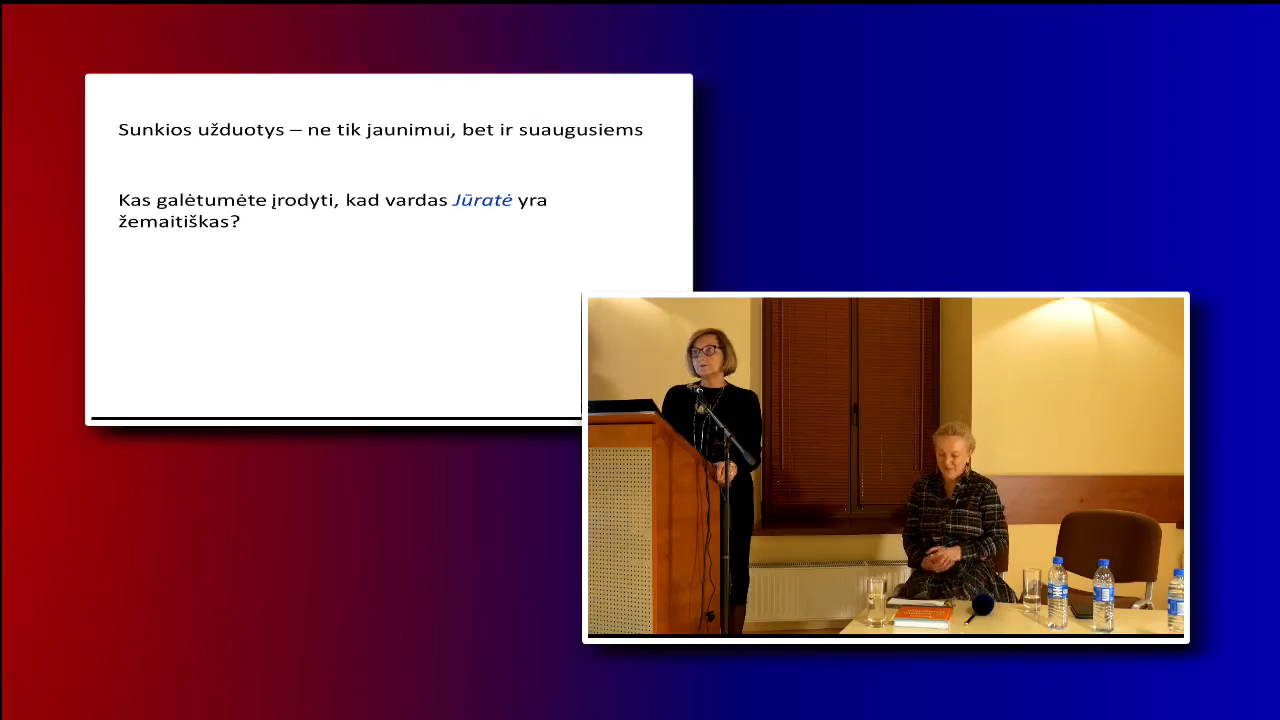 Sunkios užduotys – ne tik jaunimui, bet ir suaugusiems
Kas galėtumėte įrodyti, kad vardas Jūratė yra
žemaitiškas?